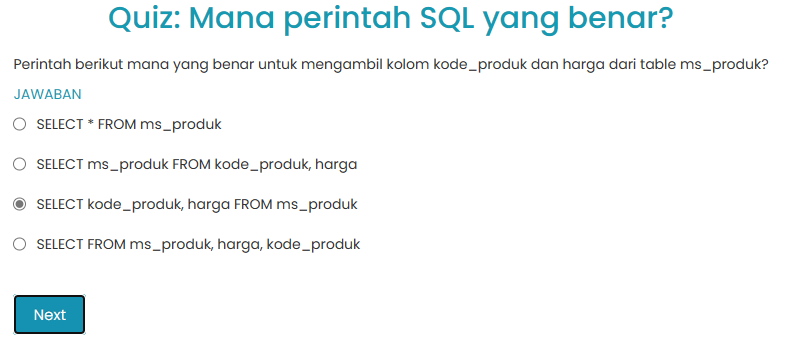 Quiz: Mana perintah SQL yang benar?
Perintah berikut mana yang benar untuk mengambil kolom kode_produk dan harga dari table ms_produk?
JAWABAN
SELECT * FROM ms_produk
SELECT ms_produk FROM kode_produk, harga
SELECT kode_produk, harga FROM ms_produk
SELECT FROM ms_produk, harga, kode_produk
Next